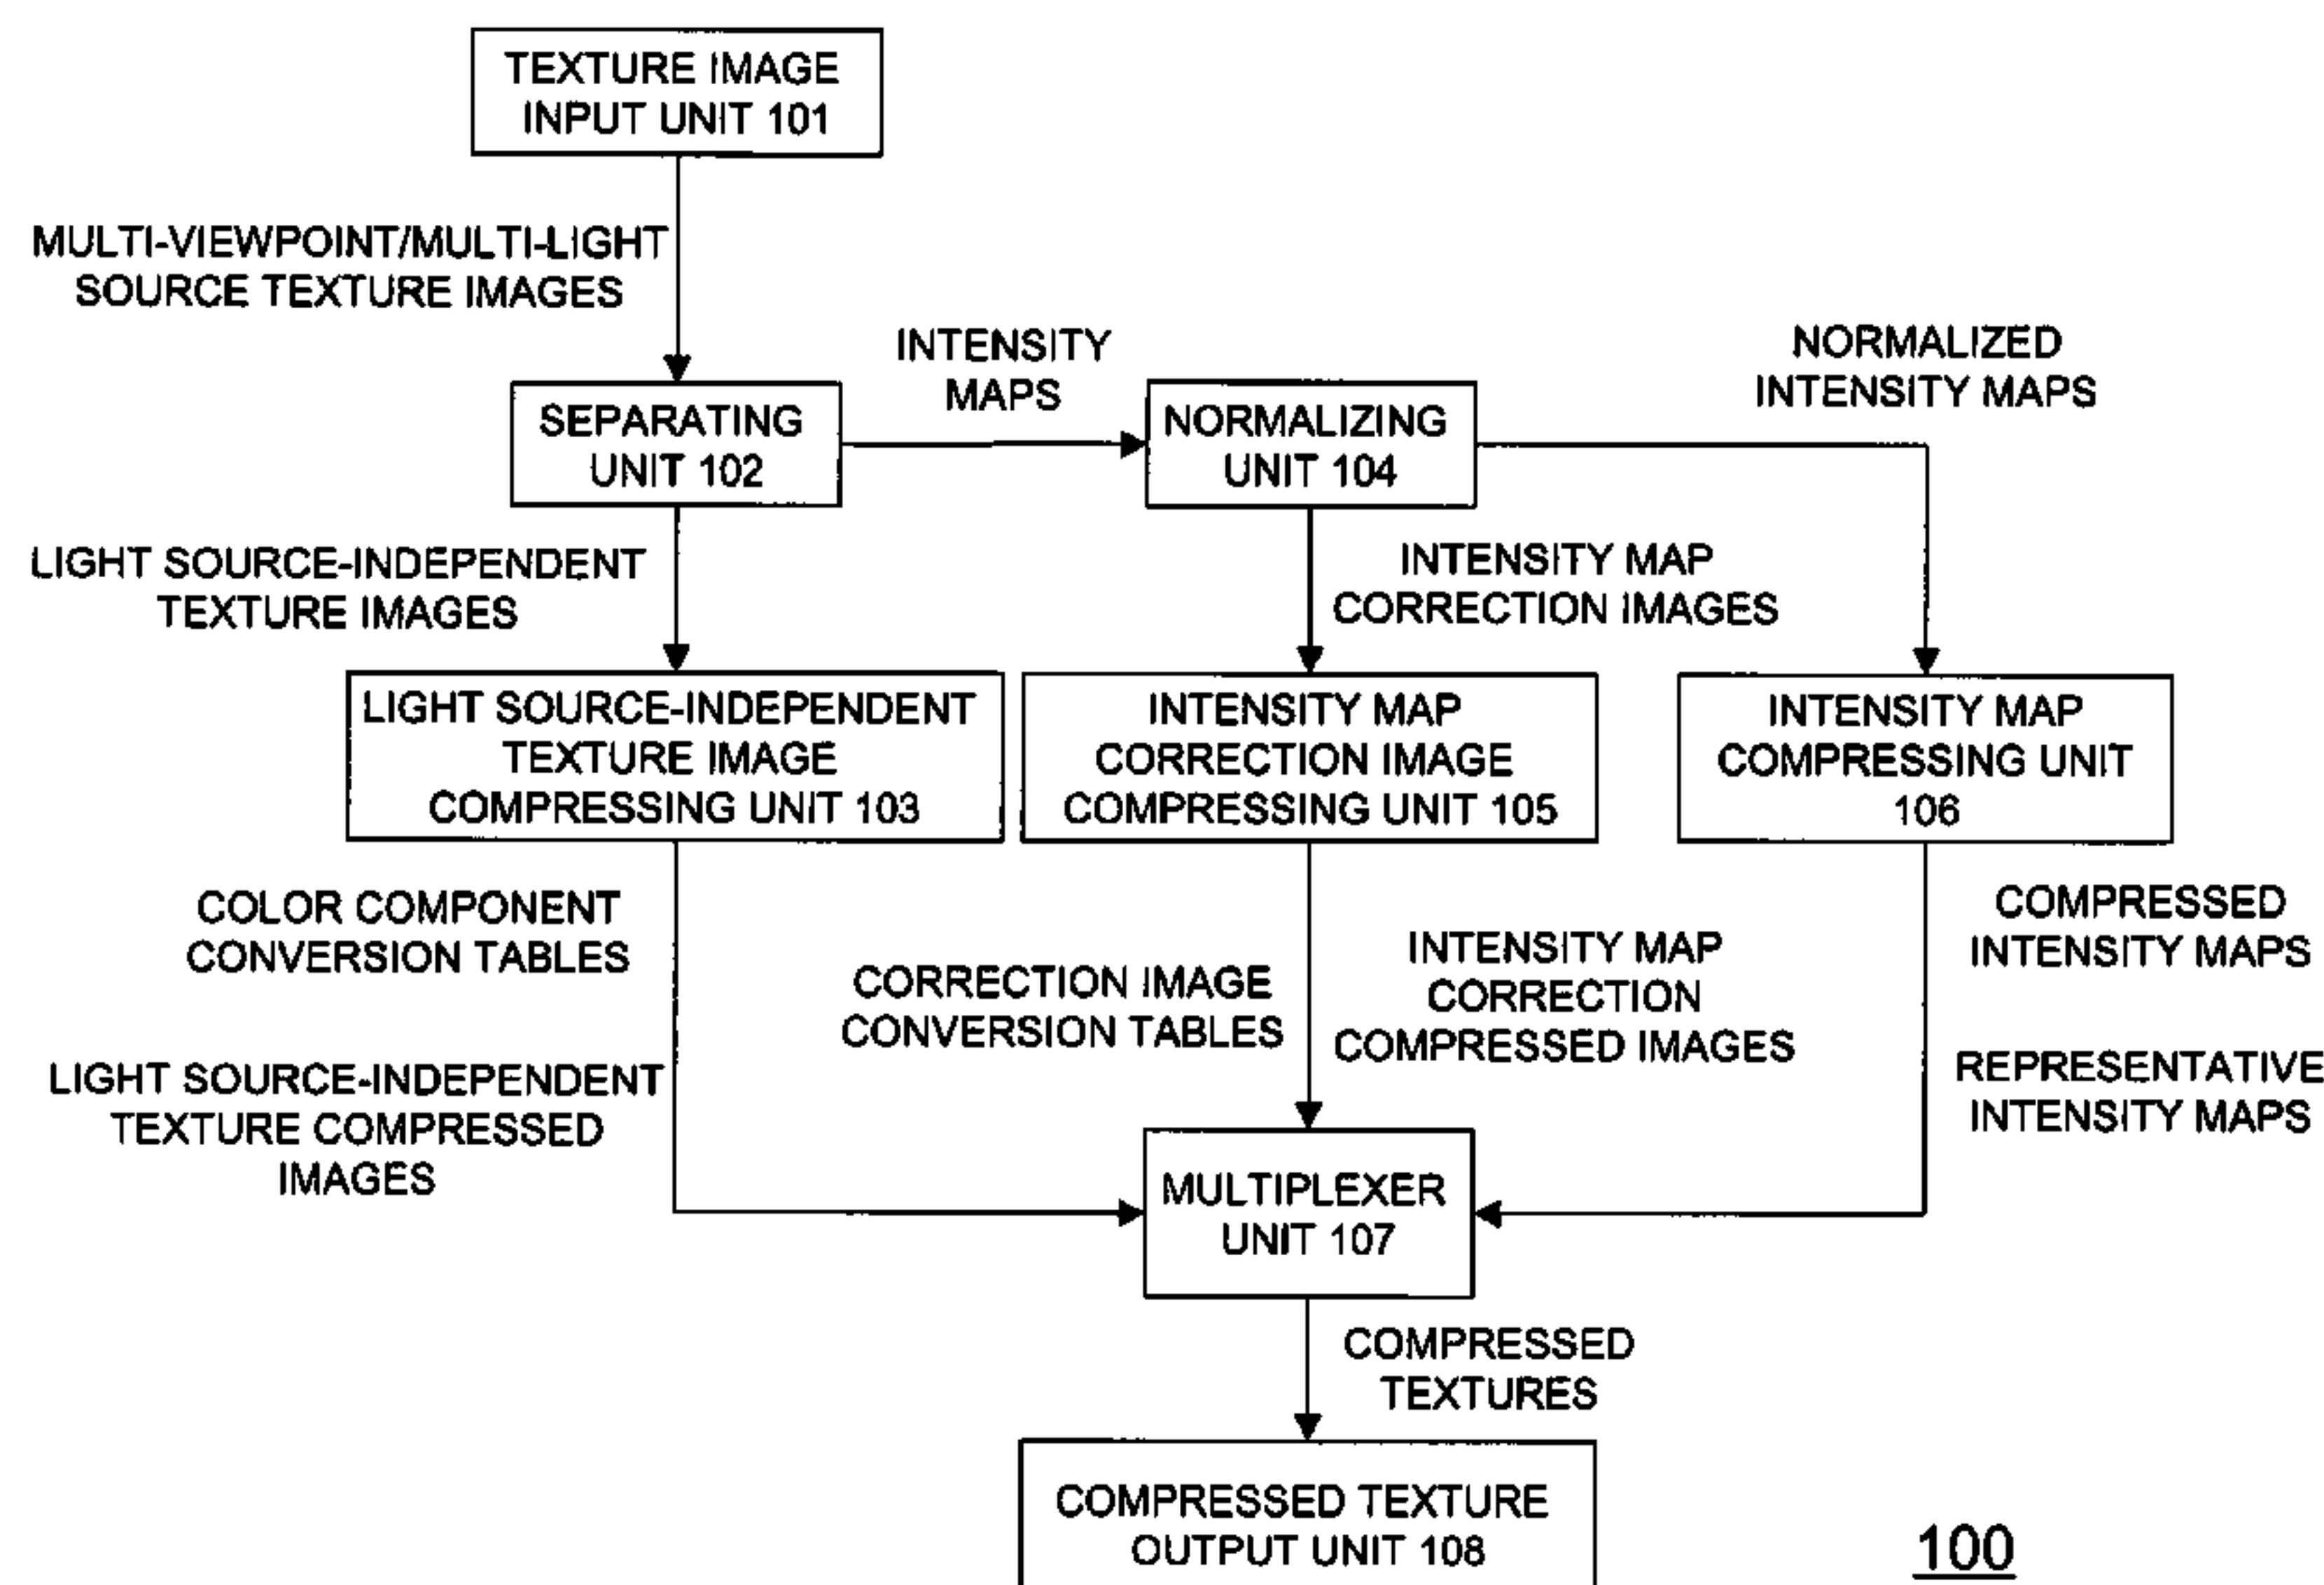 TEXTURE IMAGE
INPUT UNIT 101
MULTI-VIEWPOINT/MULTI-LIGHT
SOURCE TEXTURE IMAGES
INTENSITY
MAPS
NORMALIZED
INTENSITY MAPS
SEPARATING
UNIT 102
NORMALIZING
UNIT 104
LIGHT SOURCE-INDEPENDENT
TEXTURE IMAGES
INTENSITY MAP
CORRECTION IMAGES
LIGHT SOURCE-INDEPENDENT
TEXTURE IMAGE
COMPRESSING UNIT 103
INTENSITY MAP
CORRECTION IMAGE
COMPRESSING UNIT 105
INTENSITY MAP
COMPRESSING UNIT
106
COLOR COMPONENT
CONVERSION TABLES
CORRECTION IMAGE
CONVERSION TABLES
INTENSITY MAP
CORRECTION
COMPRESSED IMAGES
COMPRESSED
INTENSITY MAPS
LIGHT SOURCE-INDEPENDENT
TEXTURE COMPRESSED
IMAGES
REPRESENTATIVE
INTENSITY MAPS
MULTIPLEXER
UNIT 107
COMPRESSED
TEXTURES
COMPRESSED TEXTURE
OUTPUT UNIT 108
100